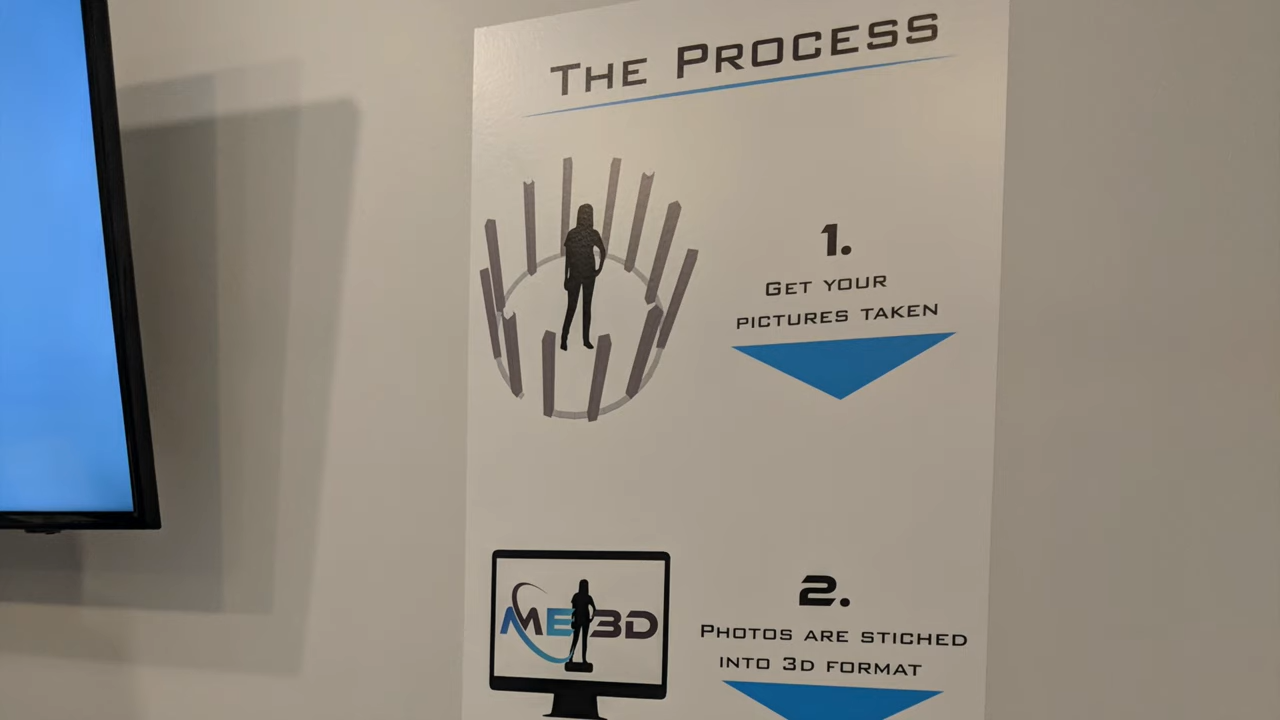 The Process
1.
Get your
pictures taken
ME3D
2.
Photos are stiched
into 3D format